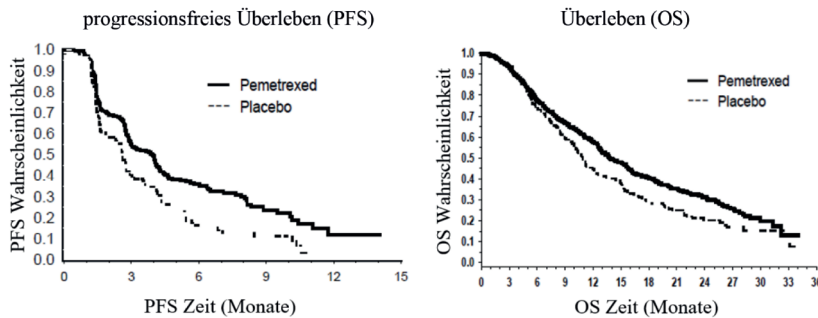 progressionsfreies Überleben (PFS)
PFS Wahrscheinlichkeit
1.0
0.9
0.8
0.7
0.6
0.5
0.4
0.3
0.2
0.1
0.0
Pemetrexed
Placebo
0 3 6 9 12 15
PFS Zeit (Monate)
Überleben (OS)
OS Wahrscheinlichkeit
1.0
0.9
0.8
0.7
0.6
0.5
0.4
0.3
0.2
0.1
0.0
Pemetrexed
Placebo
0 3 6 9 12 15 18 21 24 27 30 33 36
OS Zeit (Monate)